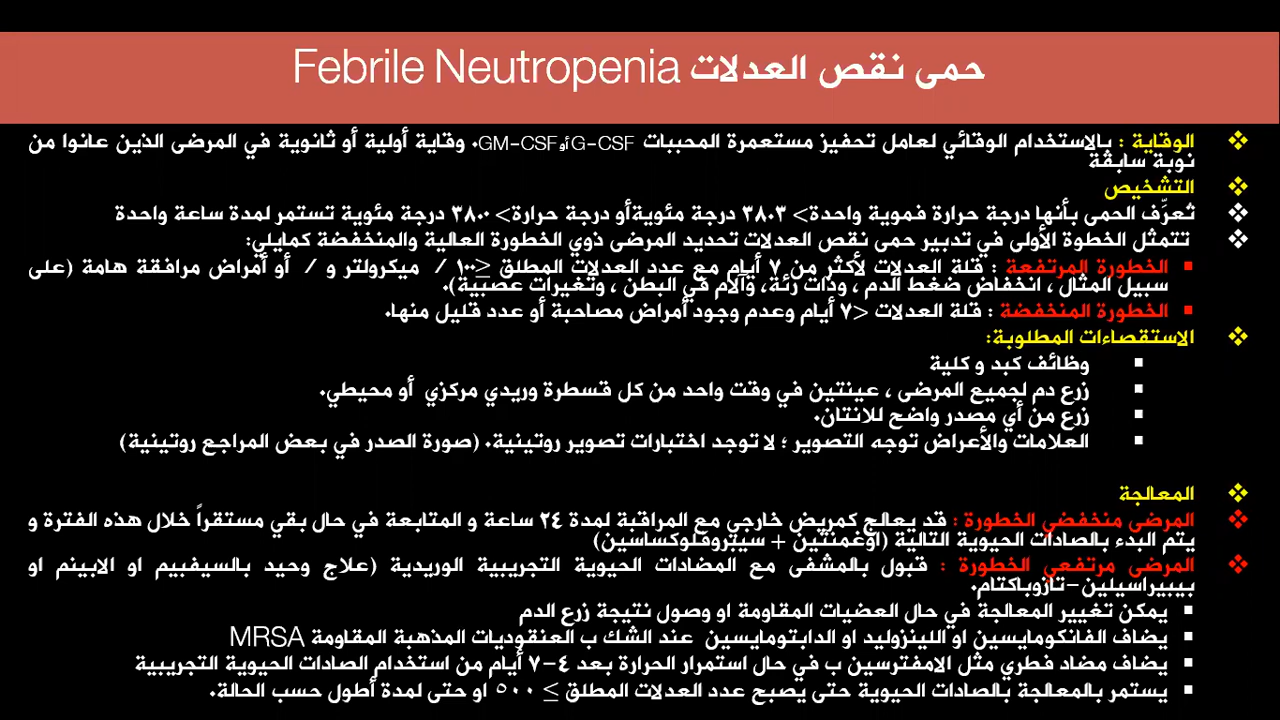 حمى نقص العدلات Febrile Neutropenia
❖ الوقاية : بالاستخدام الوقائي لعامل تحفيز مستعمرة المحببات G-CSF أو GM-CSF. وقاية أولية أو ثانوية في المرضى الذين عانوا من
نوبة سابقة
❖ التشخيص
❖ تُعرِّف الحمى بأنها درجة حرارة فموية واحدة> ٣٨٠٣ درجة مئويةأو درجة حرارة> ٣٨٠٠ درجة مئوية تستمر لمدة ساعة واحدة
❖ تتمثل الخطوة الأولى في تدبير حمى نقص العدلات تحديد المرضى ذوي الخطورة العالية والمنخفضة كمايلي:
▪ الخطورة المرتفعة : قلة العدلات لأكثر من ٧ أيام مع عدد العدلات المطلق ≤١٠٠ / ميكرولتر و / أو أمراض مرافقة هامة (على
سبيل المثال ، انخفاض ضغط الدم ، وذات رئة، وآلام في البطن ، وتغيرات عصبية).
▪ الخطورة المنخفضة : قلة العدلات <٧ أيام وعدم وجود أمراض مصاحبة أو عدد قليل منها.
❖ الاستقصاءات المطلوبة:
▪ وظائف كبد و كلية
▪ زرع دم لجميع المرضى ، عينتين في وقت واحد من كل قسطرة وريدي مركزي أو محيطي.
▪ زرع من أي مصدر واضح للانتان.
▪ العلامات والأعراض توجه التصوير ؛ لا توجد اختبارات تصوير روتينية. (صورة الصدر في بعض المراجع روتينية)
❖ المعالجة
❖ المرضى منخفضي الخطورة : قد يعالج كمريض خارجي مع المراقبة لمدة ٢٤ ساعة و المتابعة في حال بقي مستقراً خلال هذه الفترة و
يتم البدء بالصادات الحيوية التالية (اوغمنتين + سيبروفلوكساسين)
❖ المرضى مرتفعي الخطورة : قبول بالمشفى مع المضادات الحيوية التجريبية الوريدية (علاج وحيد بالسيفبيم او الابينم او
بيبيراسيلين-تازوباكتام.
▪ يمكن تغيير المعالجة في حال العضيات المقاومة او وصول نتيجة زرع الدم
▪ يضاف الفانكومايسين او اللينزوليد او الدابتومايسين عند الشك ب العنقوديات المذهبة المقاومة MRSA
▪ يضاف مضاد فطري مثل الامفترسين ب في حال استمرار الحرارة بعد ٤-٧ أيام من استخدام الصادات الحيوية التجريبية
▪ يستمر بالمعالجة بالصادات الحيوية حتى يصبح عدد العدلات المطلق ≥ ٥٠٠ او حتى لمدة أطول حسب الحالة.